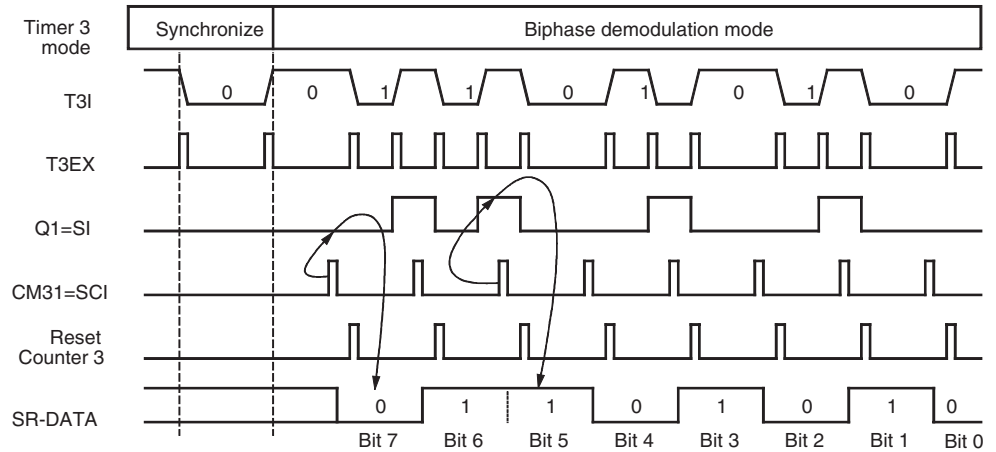 Timer 3
mode
Synchronize
Biphase demodulation mode
T3I
0 0 1 1 0 1 0 1 0
T3EX
Q1=SI
CM31=SCI
Reset
Counter 3
SR-DATA
0 1 1 0 1 0 1 0
Bit 7 Bit 6 Bit 5 Bit 4 Bit 3 Bit 2 Bit 1 Bit 0